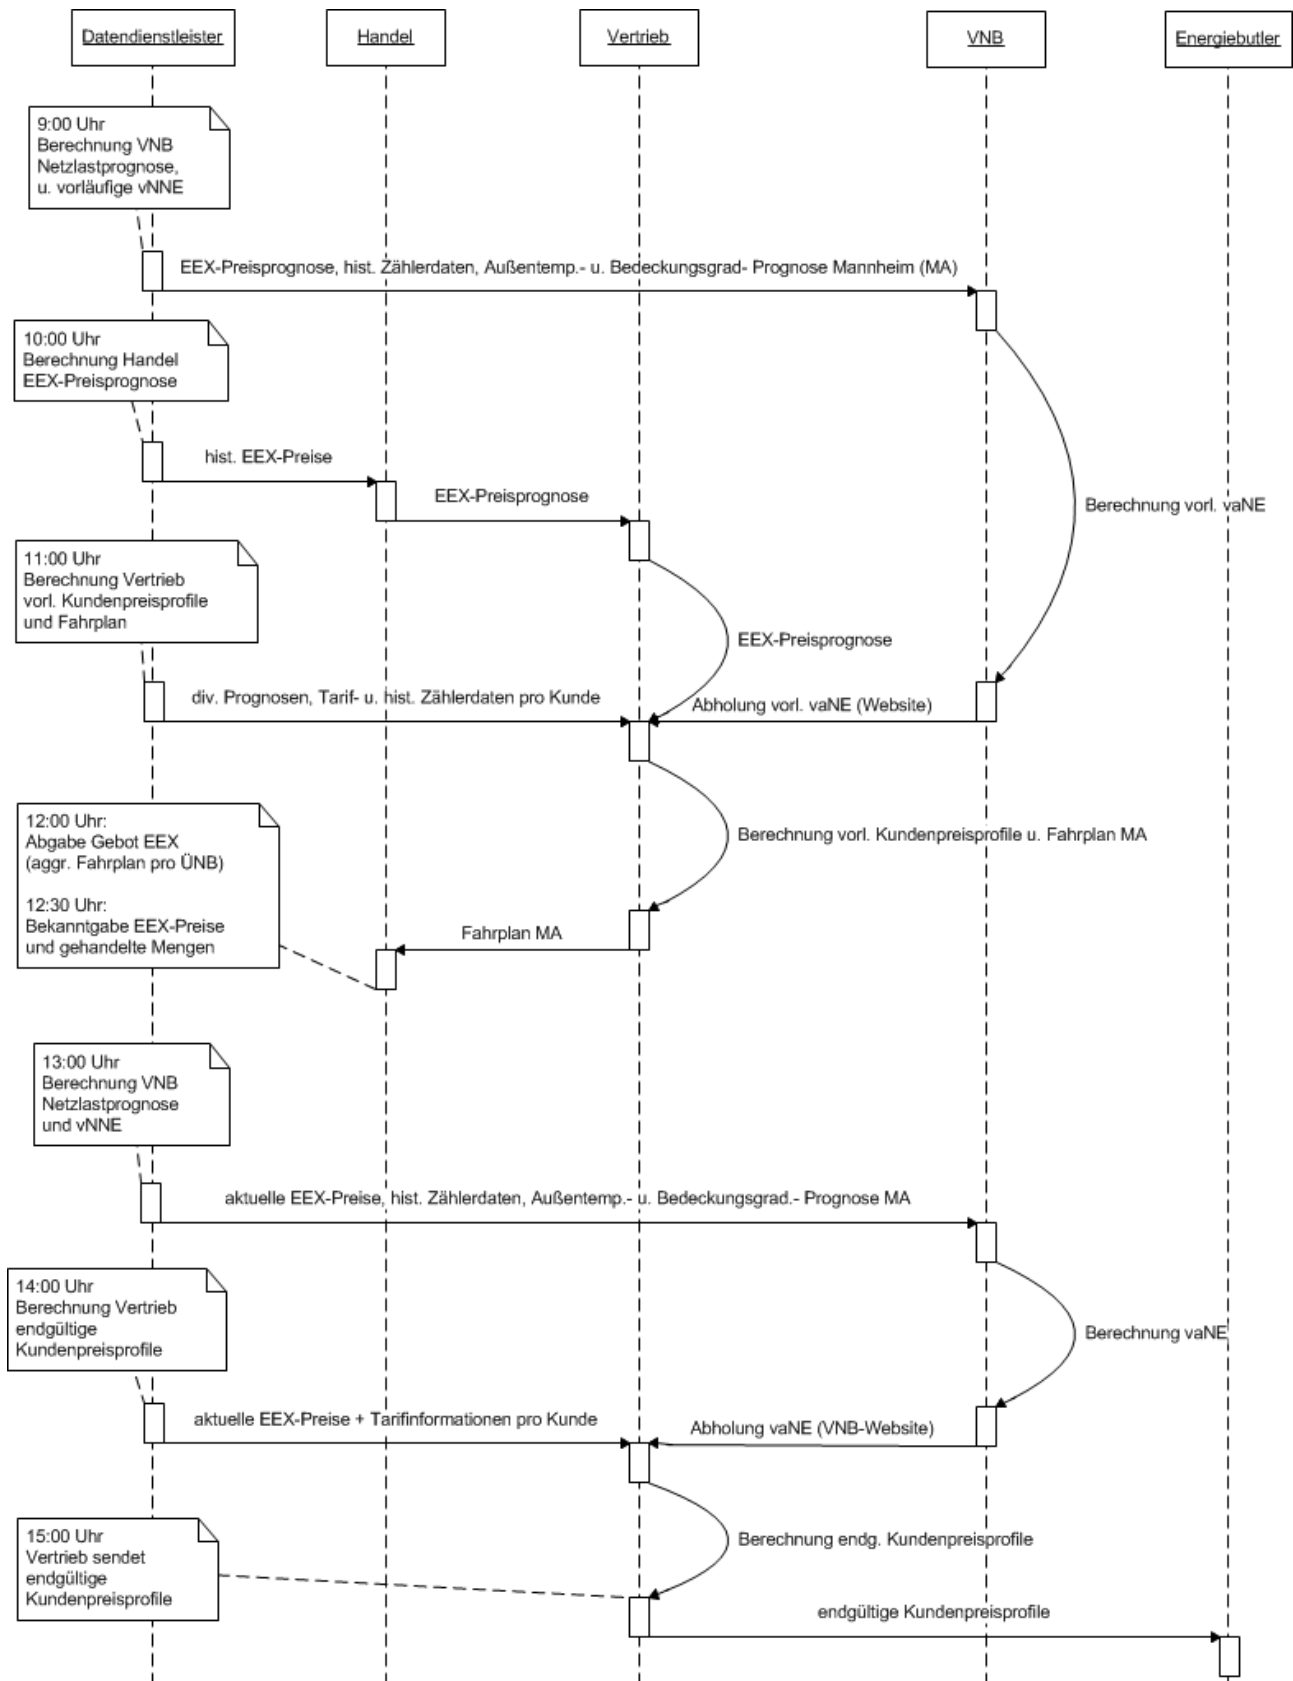 Datendienstleister
Handel
Vertrieb
VNB
Energiebutler
9:00 Uhr
Berechnung VNB
Netzlastprognose,
u. vorläufige vNNE
EEX-Preisprognose, hist. Zählerdaten, Außentemp.- u. Bedeckungsgrad- Prognose Mannheim (MA)
10:00 Uhr
Berechnung Handel
EEX-Preisprognose
hist. EEX-Preise
EEX-Preisprognose
Berechnung vorl. vaNE
11:00 Uhr
Berechnung Vertrieb
vorl. Kundenpreisprofile
und Fahrplan
EEX-Preisprognose
div. Prognosen, Tarif- u. hist. Zählerdaten pro Kunde
Abholung vorl. vaNE (Website)
12:00 Uhr:
Abgabe Gebot EEX
(aggr. Fahrplan pro ÜNB)
12:30 Uhr:
Bekanntgabe EEX-Preise
und gehandelte Mengen
Berechnung vorl. Kundenpreisprofile u. Fahrplan MA
Fahrplan MA
13:00 Uhr
Berechnung VNB
Netzlastprognose
und vNNE
aktuelle EEX-Preise, hist. Zählerdaten, Außentemp.- u. Bedeckungsgrad.- Prognose MA
14:00 Uhr
Berechnung Vertrieb
endgültige
Kundenpreisprofile
Berechnung vaNE
aktuelle EEX-Preise + Tarifinformationen pro Kunde
Abholung vaNE (VNB-Website)
15:00 Uhr
Vertrieb sendet
endgültige
Kundenpreisprofile
Berechnung endg. Kundenpreisprofile
endgültige Kundenpreisprofile